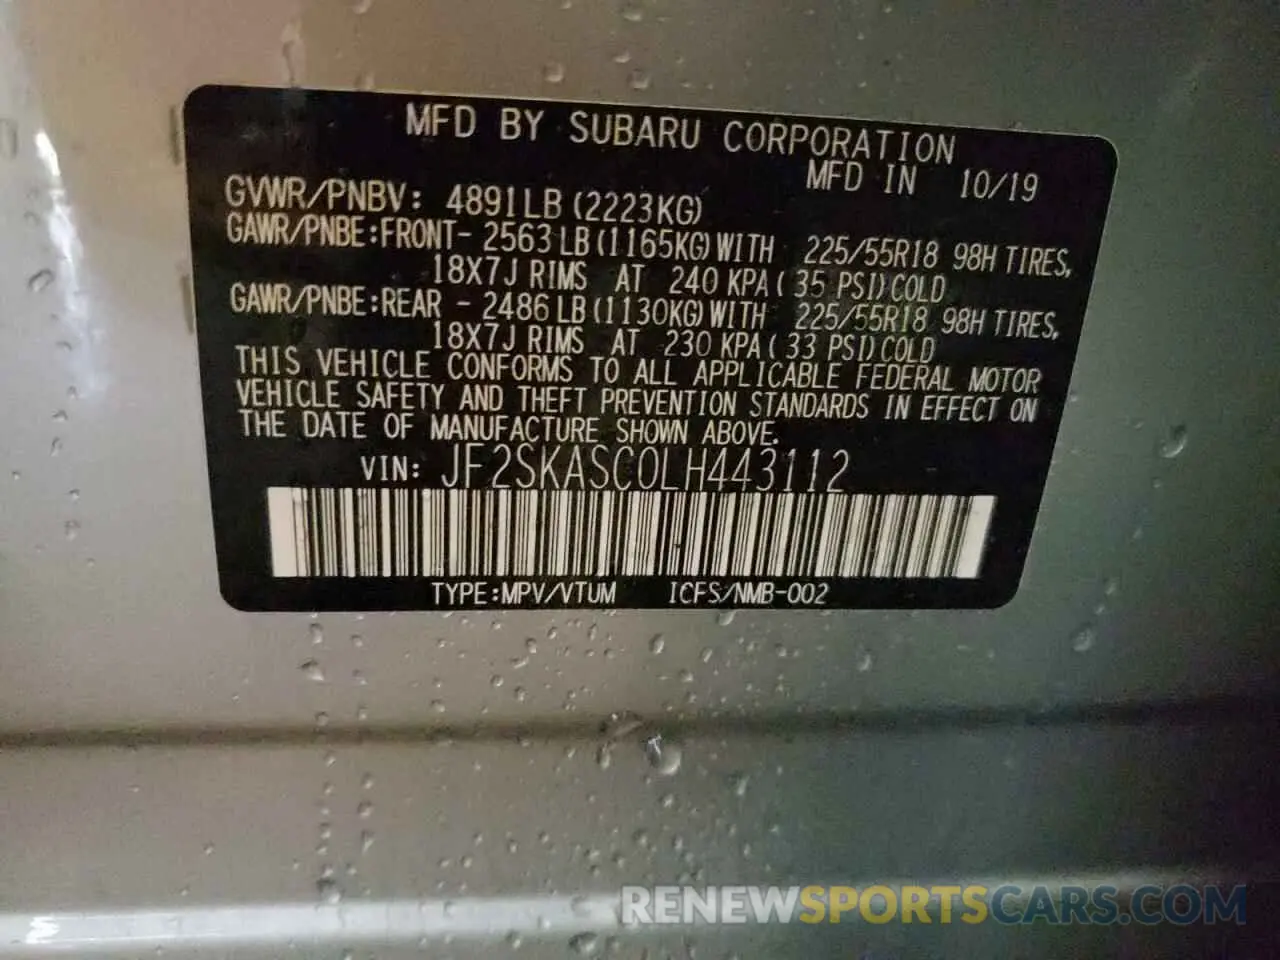 MFD BY SUBARU CORPORATION
MFD IN 10/19
GVWR/PNBV: 4891LB (2223KG)
GAWR/PNBE:FRONT- 2563 LB (1165KG) WITH 225/55R18 98H TIRES,
18X7J RIMS AT 240 KPA ( 35 PSI) COLD
GAWR/PNBE:REAR - 2486 LB (1130KG) WITH 225/55R18 98H TIRES,
18X7J RIMS AT 230 KPA ( 33 PSI) COLD
THIS VEHICLE CONFORMS TO ALL APPLICABLE FEDERAL MOTOR
VEHICLE SAFETY AND THEFT PREVENTION STANDARDS IN EFFECT ON
THE DATE OF MANUFACTURE SHOWN ABOVE.
VIN: JF2SKASC0LH443112
TYPE:MPV/VTUM ICFS/NMB-002
RENEWSPORTSCARS.COM